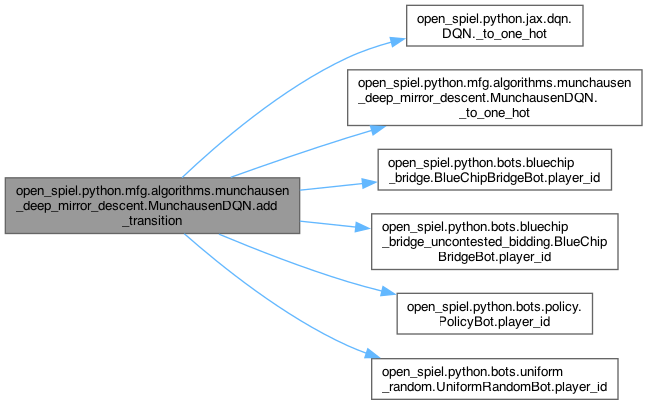 open_spiel.python.jax.dqn.
DQN._to_one_hot
open_spiel.python.mfg.algorithms.munchausen
_deep_mirror_descent.MunchausenDQN.
_to_one_hot
open_spiel.python.bots.bluechip
_bridge.BlueChipBridgeBot.player_id
open_spiel.python.mfg.algorithms.munchausen
_deep_mirror_descent.MunchausenDQN.add
_transition
open_spiel.python.bots.bluechip
_bridge_uncontested_bidding.BlueChip
BridgeBot.player_id
open_spiel.python.bots.policy.
PolicyBot.player_id
open_spiel.python.bots.uniform
_random.UniformRandomBot.player_id